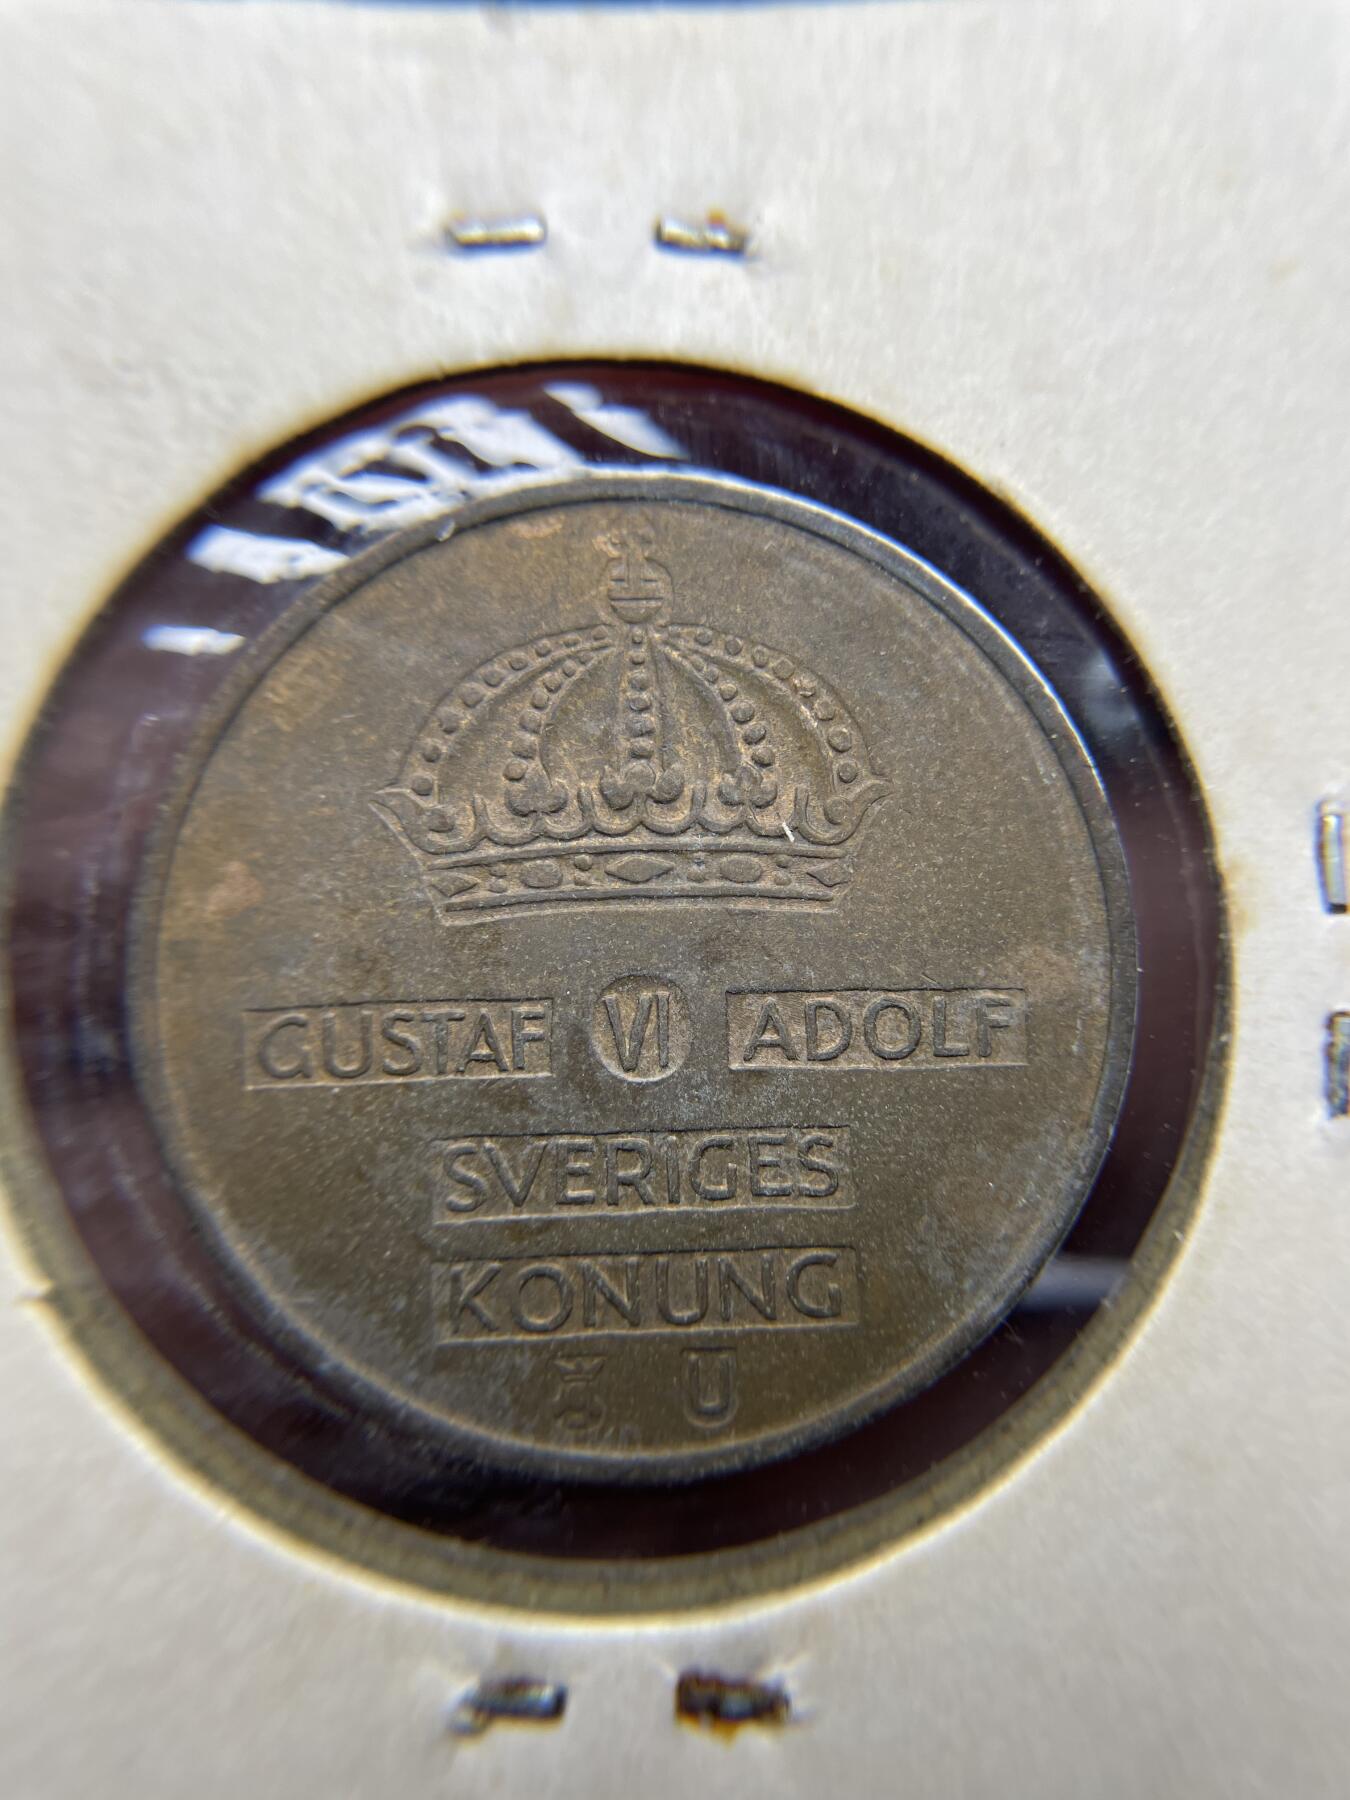 GUSTAF VI ADOLF
SVERIGES
KONUNG
U